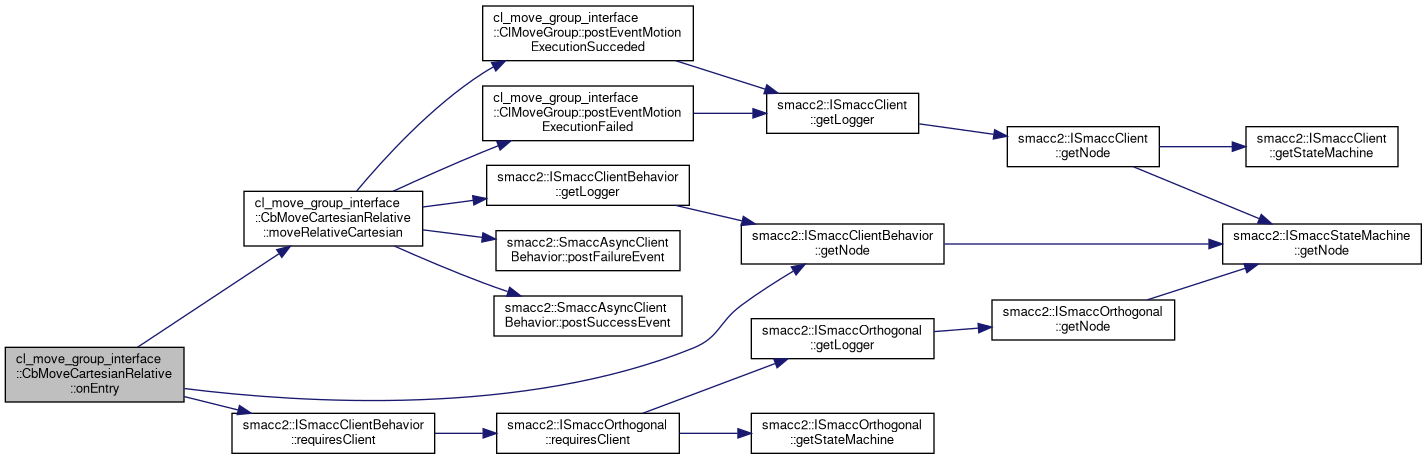 cl_move_group_interface
::ClMoveGroup::postEventMotion
ExecutionSucceded
cl_move_group_interface
::ClMoveGroup::postEventMotion
ExecutionFailed
smacc2::ISmaccClient
::getLogger
smacc2::ISmaccClient
::getNode
smacc2::ISmaccClient
::getStateMachine
smacc2::ISmaccClientBehavior
::getLogger
cl_move_group_interface
::CbMoveCartesianRelative
::moveRelativeCartesian
smacc2::SmaccAsyncClient
Behavior::postFailureEvent
smacc2::ISmaccClientBehavior
::getNode
smacc2::ISmaccStateMachine
::getNode
smacc2::SmaccAsyncClient
Behavior::postSuccessEvent
smacc2::ISmaccOrthogonal
::getLogger
smacc2::ISmaccOrthogonal
::getNode
cl_move_group_interface
::CbMoveCartesianRelative
::onEntry
smacc2::ISmaccClientBehavior
::requiresClient
smacc2::ISmaccOrthogonal
::requiresClient
smacc2::ISmaccOrthogonal
::getStateMachine